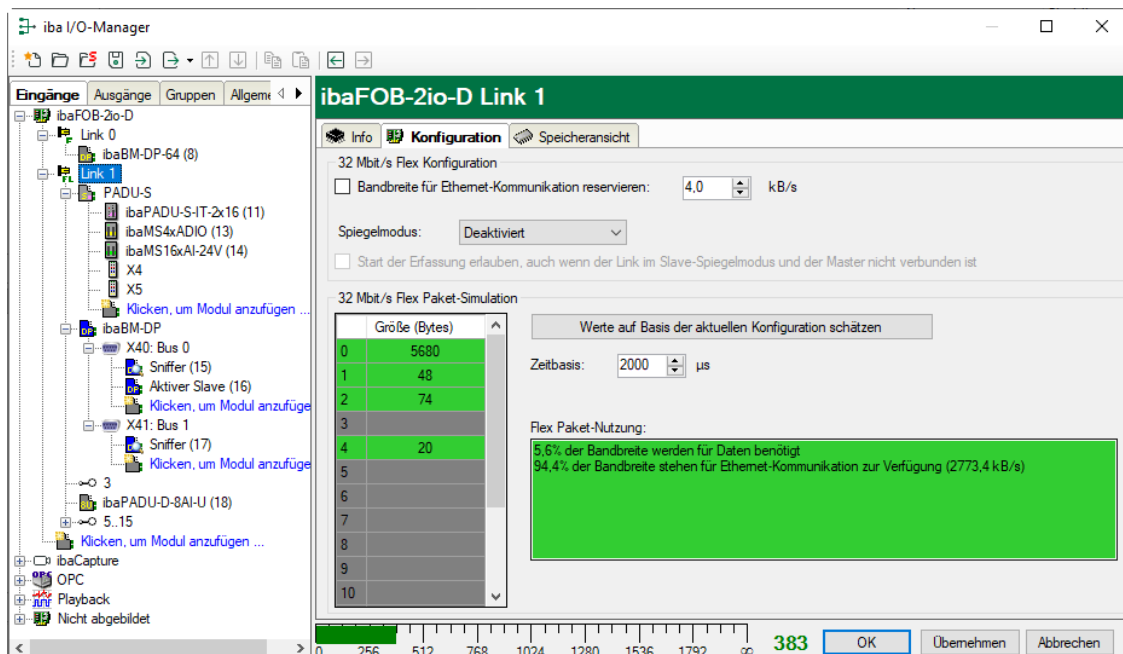 iba I/O-Manager
Eingänge Ausgänge Gruppen Allgeme
ibaFOB-2io-D
Link 0
ibaBM-DP-64 (8)
Link 1
PADU-S
ibaPADU-S-IT-2x16 (11)
ibaMS4xADIO (13)
ibaMS16xAI-24V (14)
X4
X5
Klicken, um Modul anzufügen ...
ibaBM-DP
X40: Bus 0
Sniffer (15)
Aktiver Slave (16)
Klicken, um Modul anzufüge
X41: Bus 1
Sniffer (17)
Klicken, um Modul anzufüge
3
ibaPADU-D-8AI-U (18)
5..15
Klicken, um Modul anzufügen ...
ibaCapture
OPC
Playback
Nicht abgebildet
ibaFOB-2io-D Link 1
Info Konfiguration Speicheransicht
32 Mbit/s Flex Konfiguration
Bandbreite für Ethernet-Kommunikation reservieren: 4,0 kB/s
Spiegelmodus: Deaktiviert
Start der Erfassung erlauben, auch wenn der Link im Slave-Spiegelmodus und der Master nicht verbunden ist
32 Mbit/s Flex Paket-Simulation
Größe (Bytes)
0 5680
1 48
2 74
3
4 20
5
6
7
8
9
10
Werte auf Basis der aktuellen Konfiguration schätzen
Zeitbasis: 2000 µs
Flex Paket-Nutzung:
5,6% der Bandbreite werden für Daten benötigt
94,4% der Bandbreite stehen für Ethernet-Kommunikation zur Verfügung (2773,4 kB/s)
0 256 512 768 1024 1280 1536 1792 ∞
383
OK Übernehmen Abbrechen